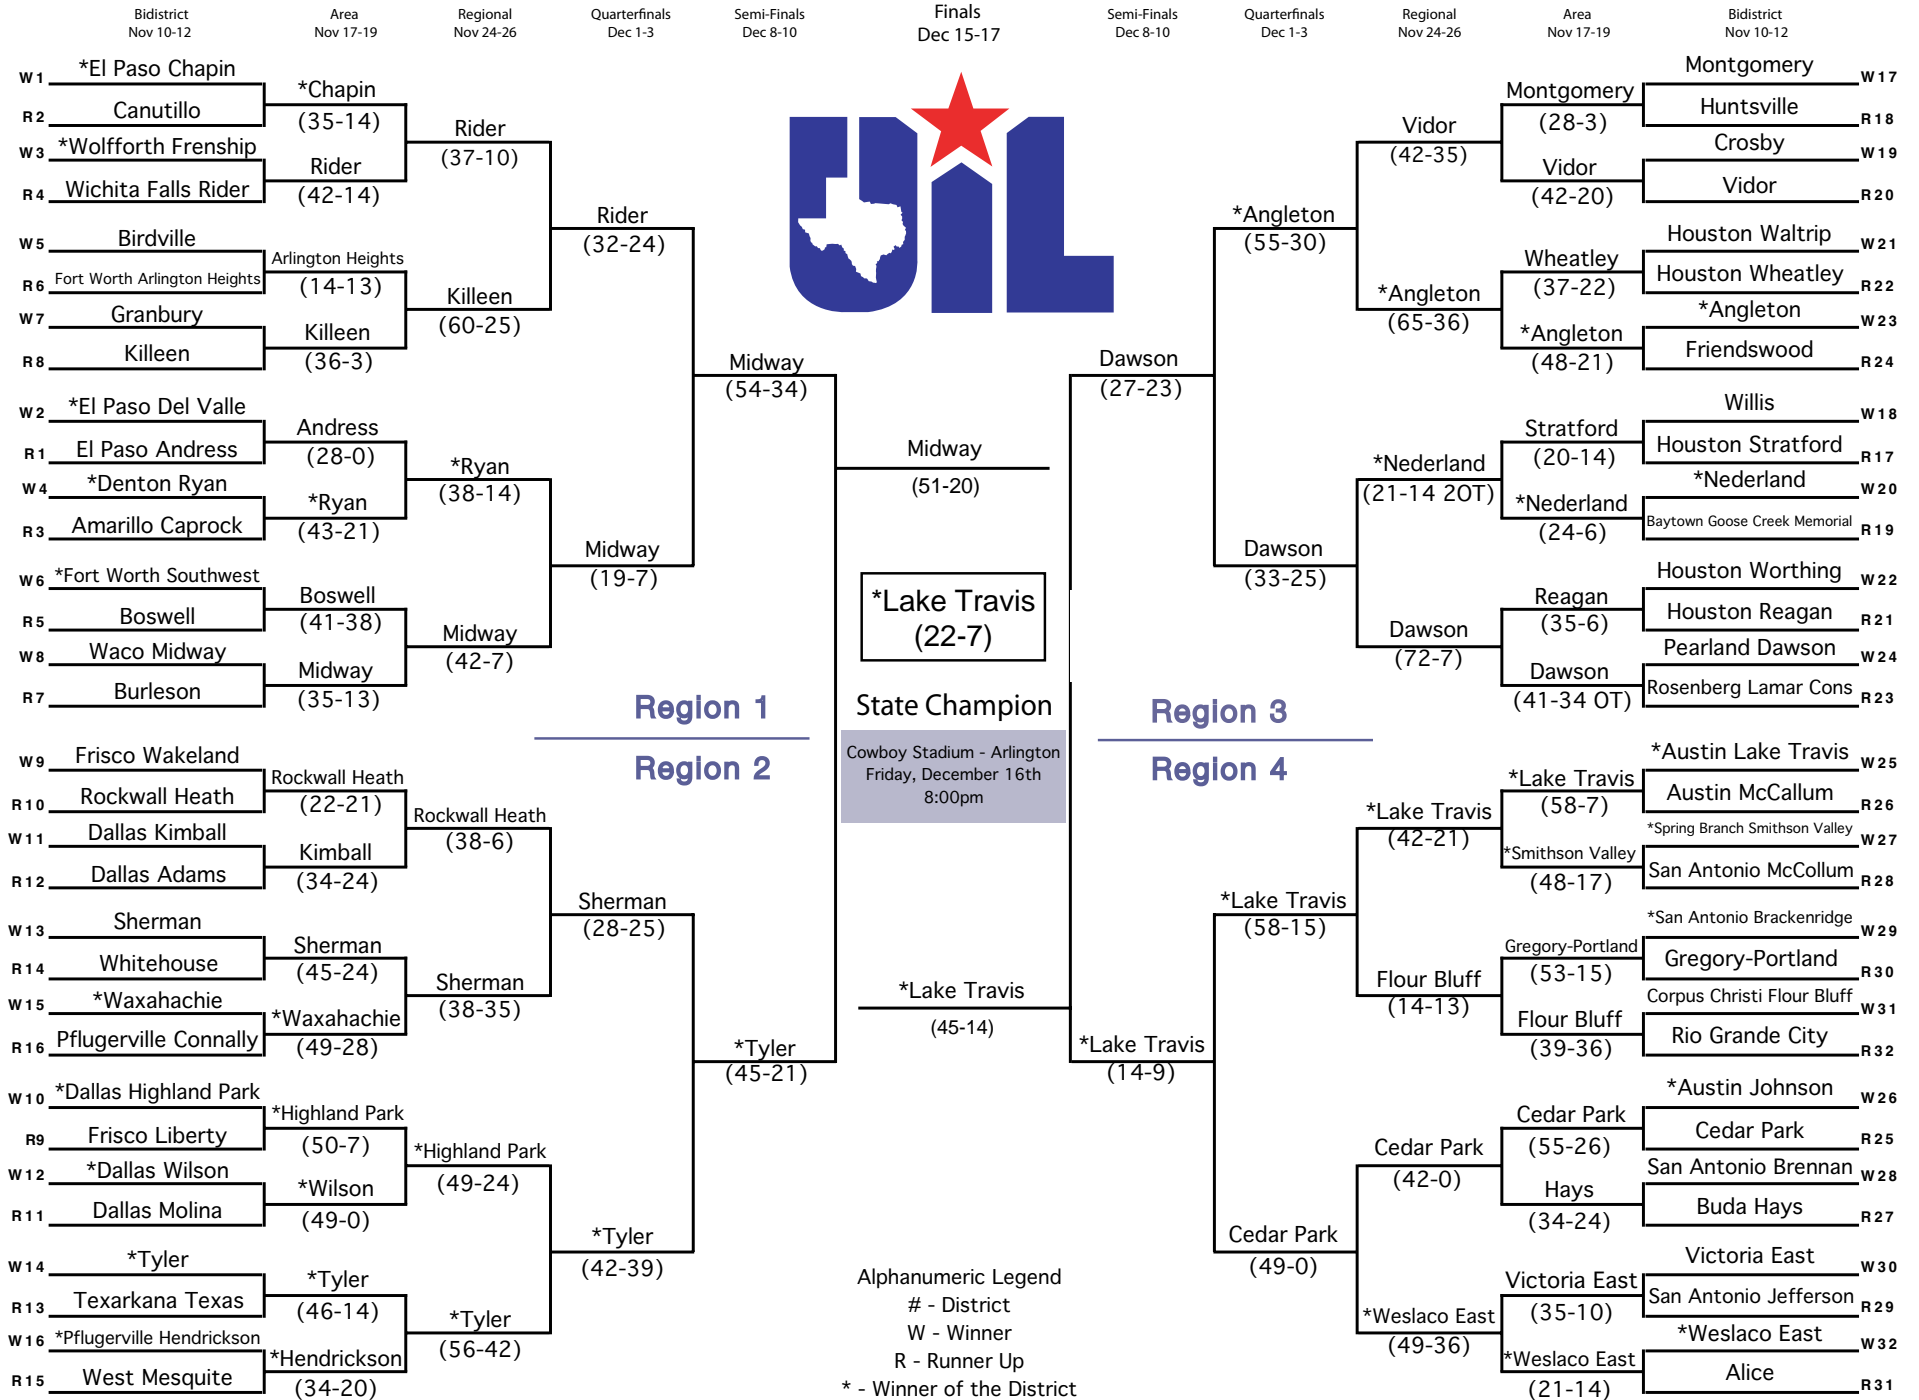 Bidistrict
Nov 10-12
Area
Nov 17-19
Regional
Nov 24-26
Quarterfinals
Dec 1-3
Semi-Finals
Dec 8-10
Finals
Dec 15-17
Semi-Finals
Dec 8-10
Quarterfinals
Dec 1-3
Regional
Nov 24-26
Area
Nov 17-19
Bidistrict
Nov 10-12
W1 *El Paso Chapin
R2 Canutillo
W3 *Wolfforth Frenship
R4 Wichita Falls Rider
W5 Birdville
R6 Fort Worth Arlington Heights
W7 Granbury
R8 Killeen
W2 *El Paso Del Valle
R1 El Paso Andress
W4 *Denton Ryan
R3 Amarillo Caprock
W6 *Fort Worth Southwest
R5 Boswell
W8 Waco Midway
R7 Burleson
W9 Frisco Wakeland
R10 Rockwall Heath
W11 Dallas Kimball
R12 Dallas Adams
W13 Sherman
R14 Whitehouse
W15 *Waxahachie
R16 Pflugerville Connally
W10 *Dallas Highland Park
R9 Frisco Liberty
W12 *Dallas Wilson
R11 Dallas Molina
W14 *Tyler
R13 Texarkana Texas
W16 *Pflugerville Hendrickson
R15 West Mesquite
*Chapin
(35-14)
Rider
(42-14)
Arlington Heights
(14-13)
Killeen
(36-3)
Andress
(28-0)
*Ryan
(43-21)
Boswell
(41-38)
Midway
(35-13)
Rockwall Heath
(22-21)
Kimball
(34-24)
Sherman
(45-24)
*Waxahachie
(49-28)
*Highland Park
(50-7)
*Wilson
(49-0)
*Tyler
(46-14)
*Hendrickson
(34-20)
Rider
(37-10)
Killeen
(60-25)
*Ryan
(38-14)
Midway
(42-7)
Rockwall Heath
(38-6)
Sherman
(38-35)
*Highland Park
(49-24)
*Tyler
(56-42)
Rider
(32-24)
Midway
(19-7)
Sherman
(28-25)
*Tyler
(42-39)
Midway
(54-34)
*Tyler
(45-21)
Region 1
Region 2
UIL
Midway
(51-20)
*Lake Travis
(22-7)
State Champion
Cowboy Stadium - Arlington
Friday, December 16th
8:00pm
*Lake Travis
(45-14)
Alphanumeric Legend
# - District
W - Winner
R - Runner Up
* - Winner of the District
Region 3
Region 4
Dawson
(27-23)
*Lake Travis
(14-9)
*Angleton
(55-30)
Dawson
(33-25)
*Lake Travis
(58-15)
Cedar Park
(49-0)
Vidor
(42-35)
*Angleton
(65-36)
*Nederland
(21-14 2OT)
Dawson
(72-7)
*Lake Travis
(42-21)
Flour Bluff
(14-13)
Cedar Park
(42-0)
*Weslaco East
(49-36)
Montgomery
(28-3)
Vidor
(42-20)
Wheatley
(37-22)
*Angleton
(48-21)
Stratford
(20-14)
*Nederland
(24-6)
Reagan
(35-6)
Dawson
(41-34 OT)
*Lake Travis
(58-7)
*Smithson Valley
(48-17)
Gregory-Portland
(53-15)
Flour Bluff
(39-36)
Cedar Park
(55-26)
Hays
(34-24)
Victoria East
(35-10)
*Weslaco East
(21-14)
Montgomery W17
Huntsville R18
Crosby W19
Vidor R20
Houston Waltrip W21
Houston Wheatley R22
*Angleton W23
Friendswood R24
Willis W18
Houston Stratford R17
*Nederland W20
Baytown Goose Creek Memorial R19
Houston Worthing W22
Houston Reagan R21
Pearland Dawson W24
Rosenberg Lamar Cons R23
*Austin Lake Travis W25
Austin McCallum R26
*Spring Branch Smithson Valley W27
San Antonio McCollum R28
*San Antonio Brackenridge W29
Gregory-Portland R30
Corpus Christi Flour Bluff W31
Rio Grande City R32
*Austin Johnson W26
Cedar Park R25
San Antonio Brennan W28
Buda Hays R27
Victoria East W30
San Antonio Jefferson R29
*Weslaco East W32
Alice R31